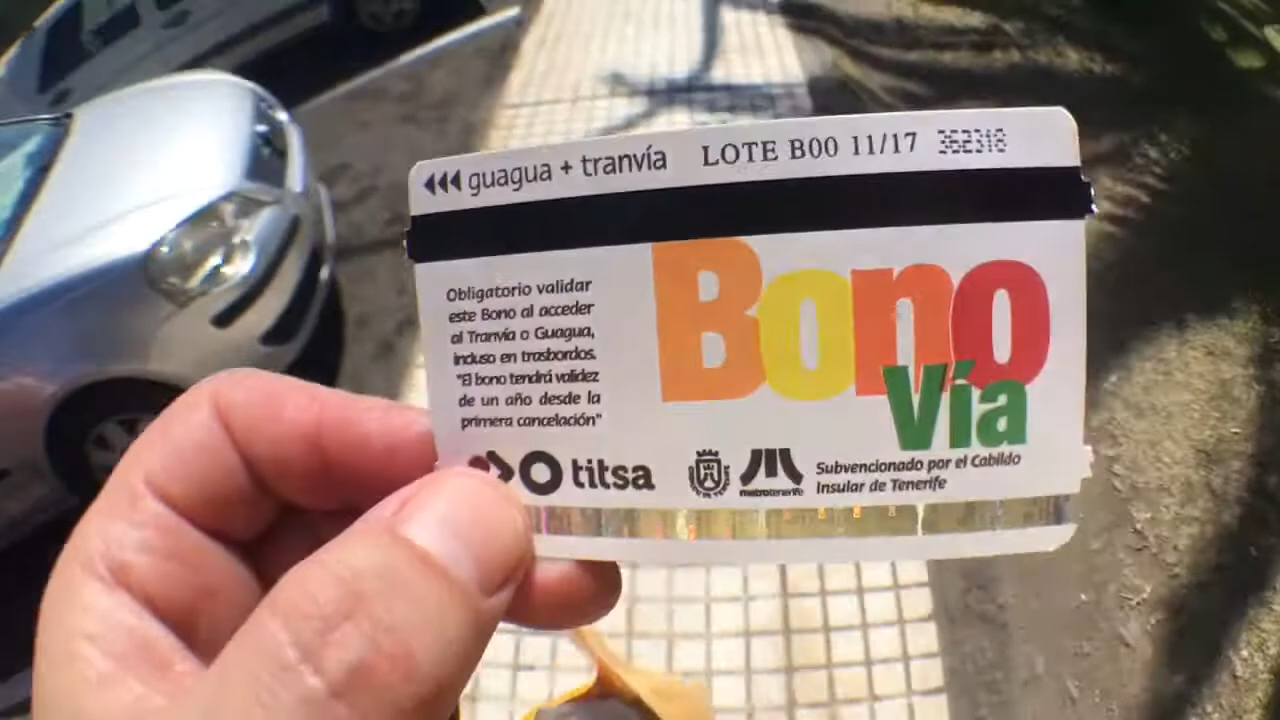 guagua + tranvía LOTE B00 11/17 362318
Obligatorio validar
este Bono al acceder
al Tranvía o Guagua,
incluso en trasbordos.
"El bono tendrá validez
de un año desde la
primera cancelación"
Bono
Vía
titsa
metrotenerife
Subvencionado por el Cabildo
Insular de Tenerife